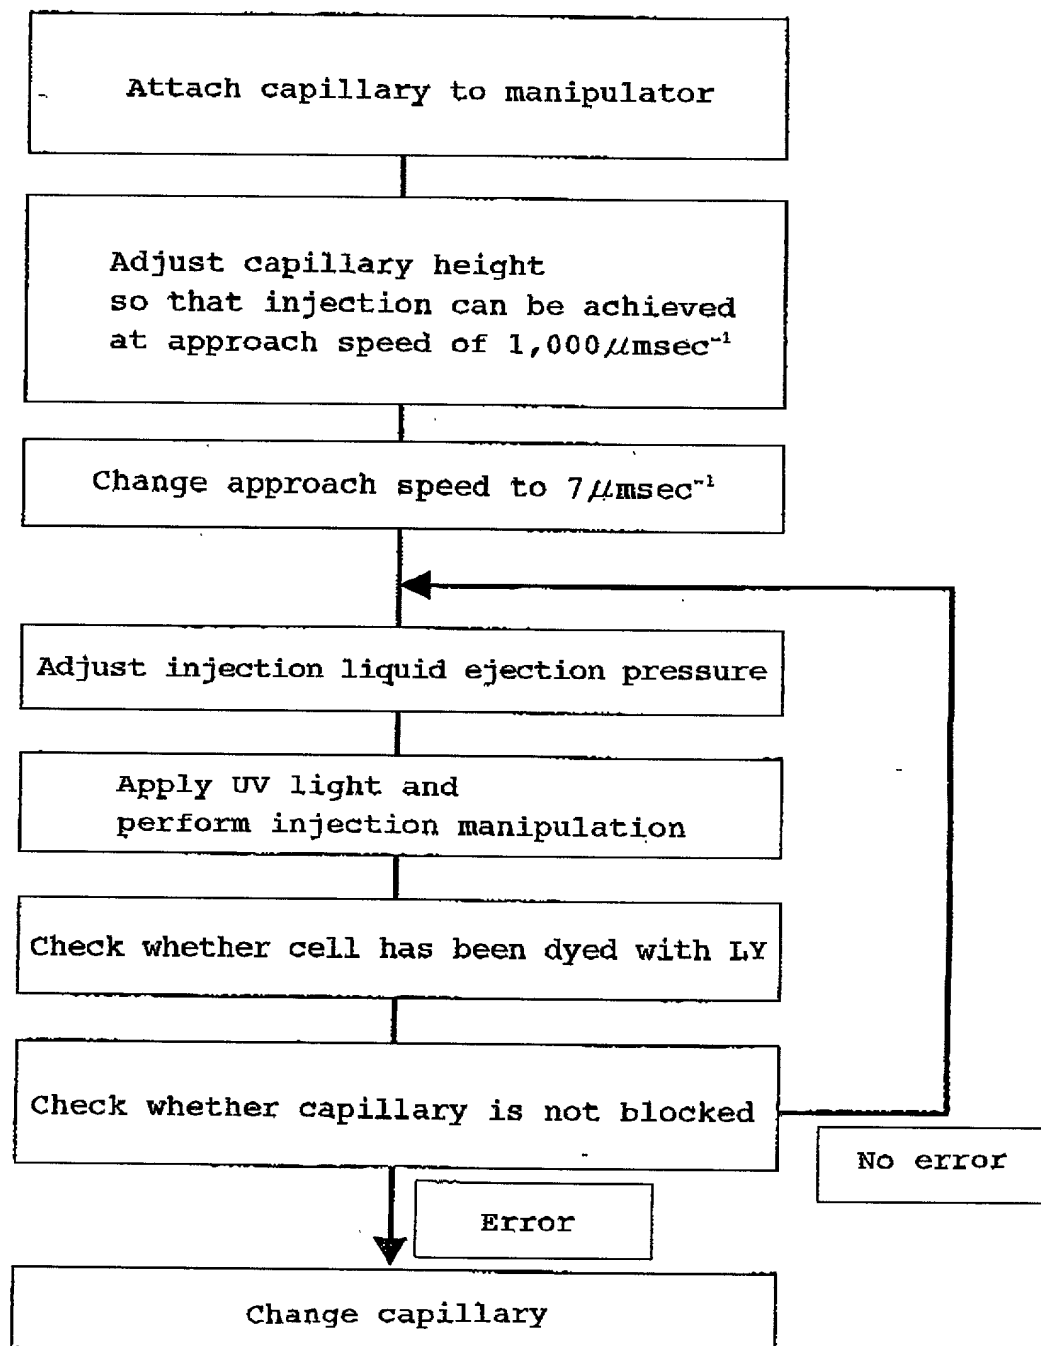 Attach capillary to manipulator
Adjust capillary height
so that injection can be achieved
at approach speed of 1,000μmsec⁻¹
Change approach speed to 7μmsec⁻¹
Adjust injection liquid ejection pressure
Apply UV light and
perform injection manipulation
Check whether cell has been dyed with LY
Check whether capillary is not blocked
No error
Error
Change capillary